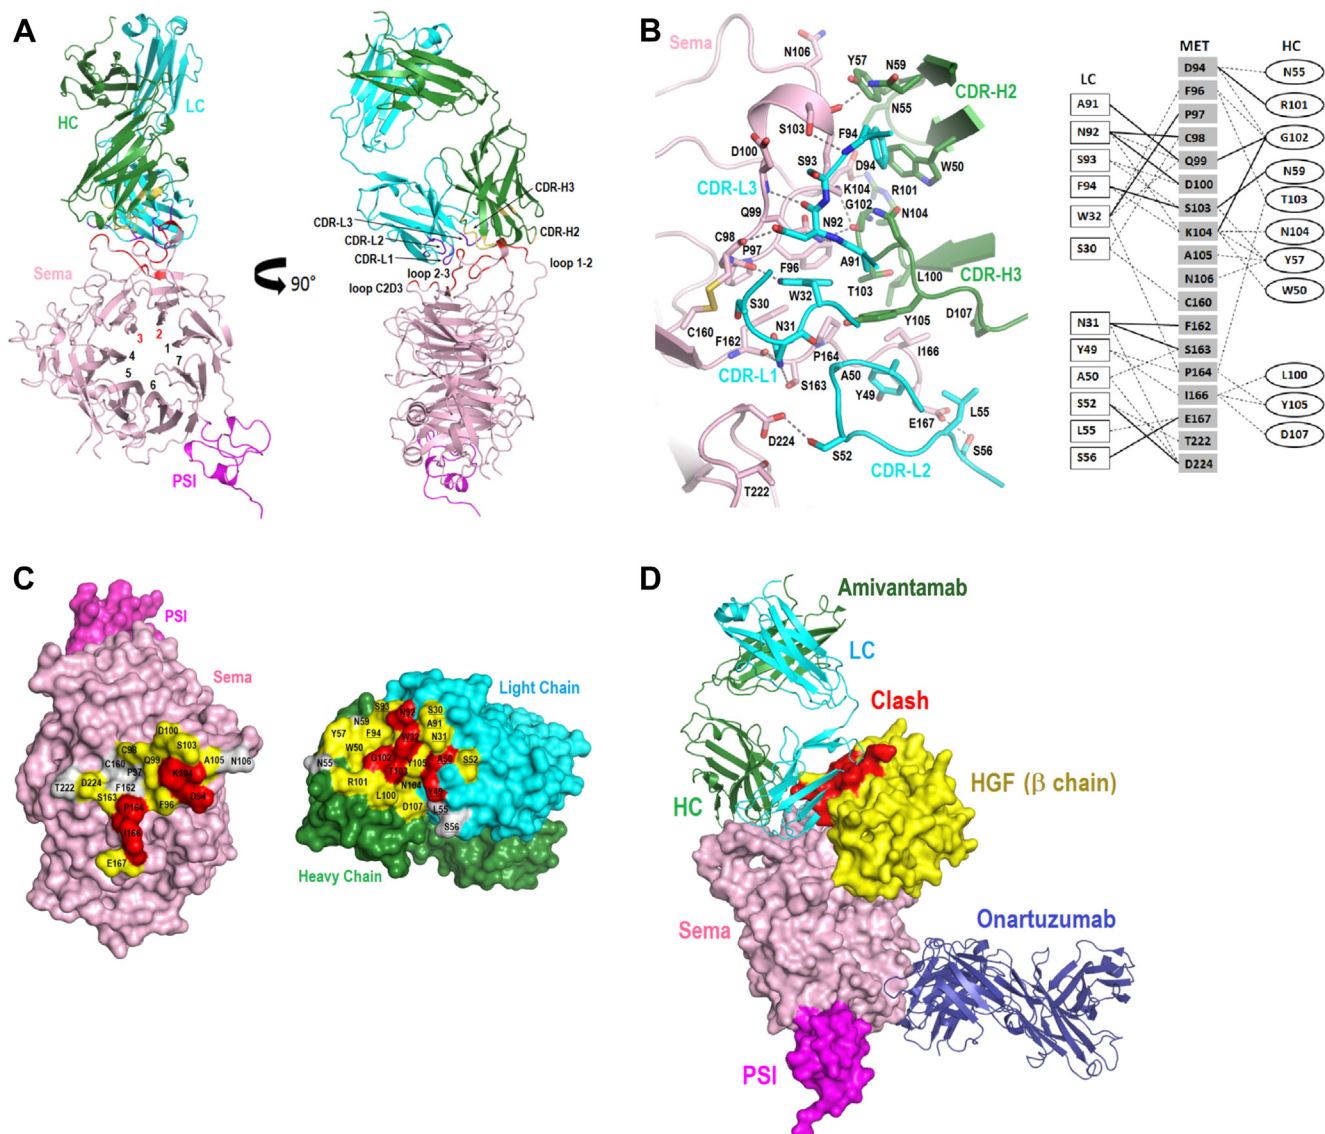 A
HC
LC
Sema
3
2
4
1
5
7
6
PSI
90°
CDR-H3
CDR-L3
CDR-H2
CDR-L2
CDR-L1
loop 2-3
loop 1-2
loop C2D3
B
Sema
N106
Y57
N59
CDR-H2
N55
S103
F94
D100
S93
D94
W50
CDR-L3
K104
R101
G102
Q99
N92
N104
C98
P97
A91
CDR-H3
F96
L100
T103
S30
W32
C160
N31
Y105
D107
F162
P164
I166
CDR-L1
S163
A50
Y49
L55
E167
D224
S52
S56
CDR-L2
T222
MET
HC
LC
D94
N55
F96
A91
R101
P97
N92
C98
G102
S93
Q99
N59
F94
D100
T103
W32
S103
N104
S30
K104
Y57
A105
W50
N106
C160
N31
F162
Y49
S163
A50
P164
L100
S52
I166
Y105
L55
E167
D107
S56
T222
D224
C
PSI
Sema
D100
C98
S103
C160
Q99
A105
N106
P97
K104
T222
D224
F162
D94
S163
F96
P164
I166
E167
Light Chain
S93
N92
S30
N59
A91
Y57
F94
W32
N31
W50
G102
Y105
A50
S52
N55
T103
R101
N104
Y49
L100
D107
L55
S56
Heavy Chain
D
Amivantamab
LC
Clash
HGF (β chain)
HC
Sema
Onartuzumab
PSI